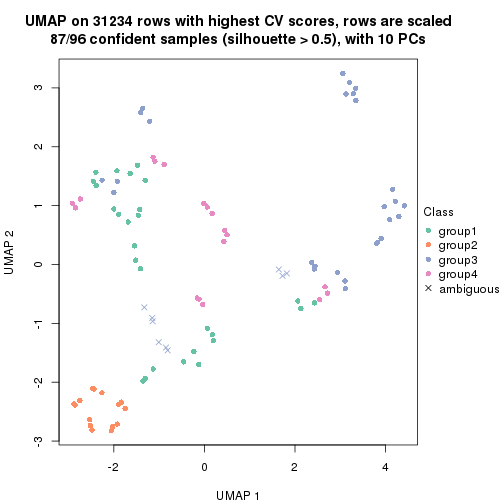 UMAP on 31234 rows with highest CV scores, rows are scaled
87/96 confident samples (silhouette > 0.5), with 10 PCs
3
2
1
0
-1
-2
-3
UMAP 2
-2
0
2
4
UMAP 1
Class
group1
group2
group3
group4
ambiguous